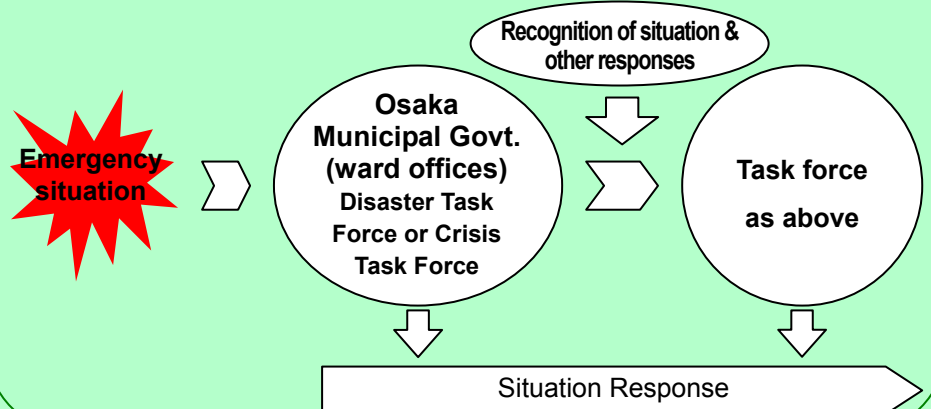 Recognition of situation &
other responses
Emergency
situation
Osaka
Municipal Govt.
(ward offices)
Disaster Task
Force or Crisis
Task Force
Task force
as above
Situation Response